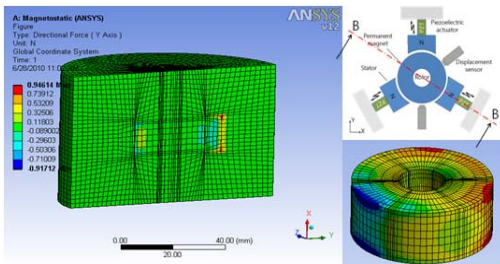 A: Magnetostatic (ANSYS)
Figure
Type: Directional Force ( Y Axis )
Unit: N
Global Coordinate System
Time: 1
6/28/2010 11:0
0.94614 M
0.73912
0.53209
0.32506
0.11803
-0.089002
-0.29603
-0.50306
-0.71009
-0.91712
ANSYS
v12
0.00
40.00 (mm)
20.00
X
Y
Z
B
Piezoelectric
actuator
Permanent
magnet
N
Displacement
sensor
Stator
Rotor
Y
X
B